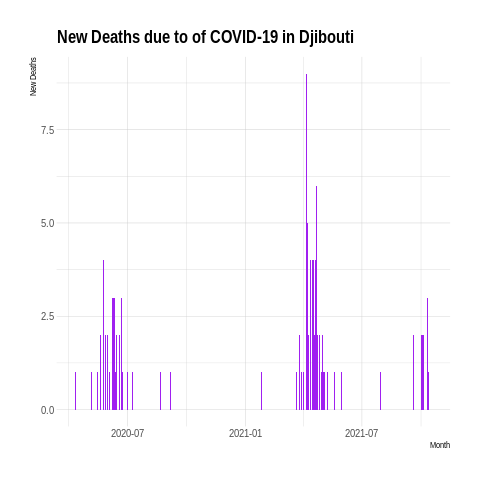 New Deaths due to of COVID-19 in Djibouti
New Deaths
7.5
5.0
2.5
0.0
2020-07
2021-01
2021-07
Month